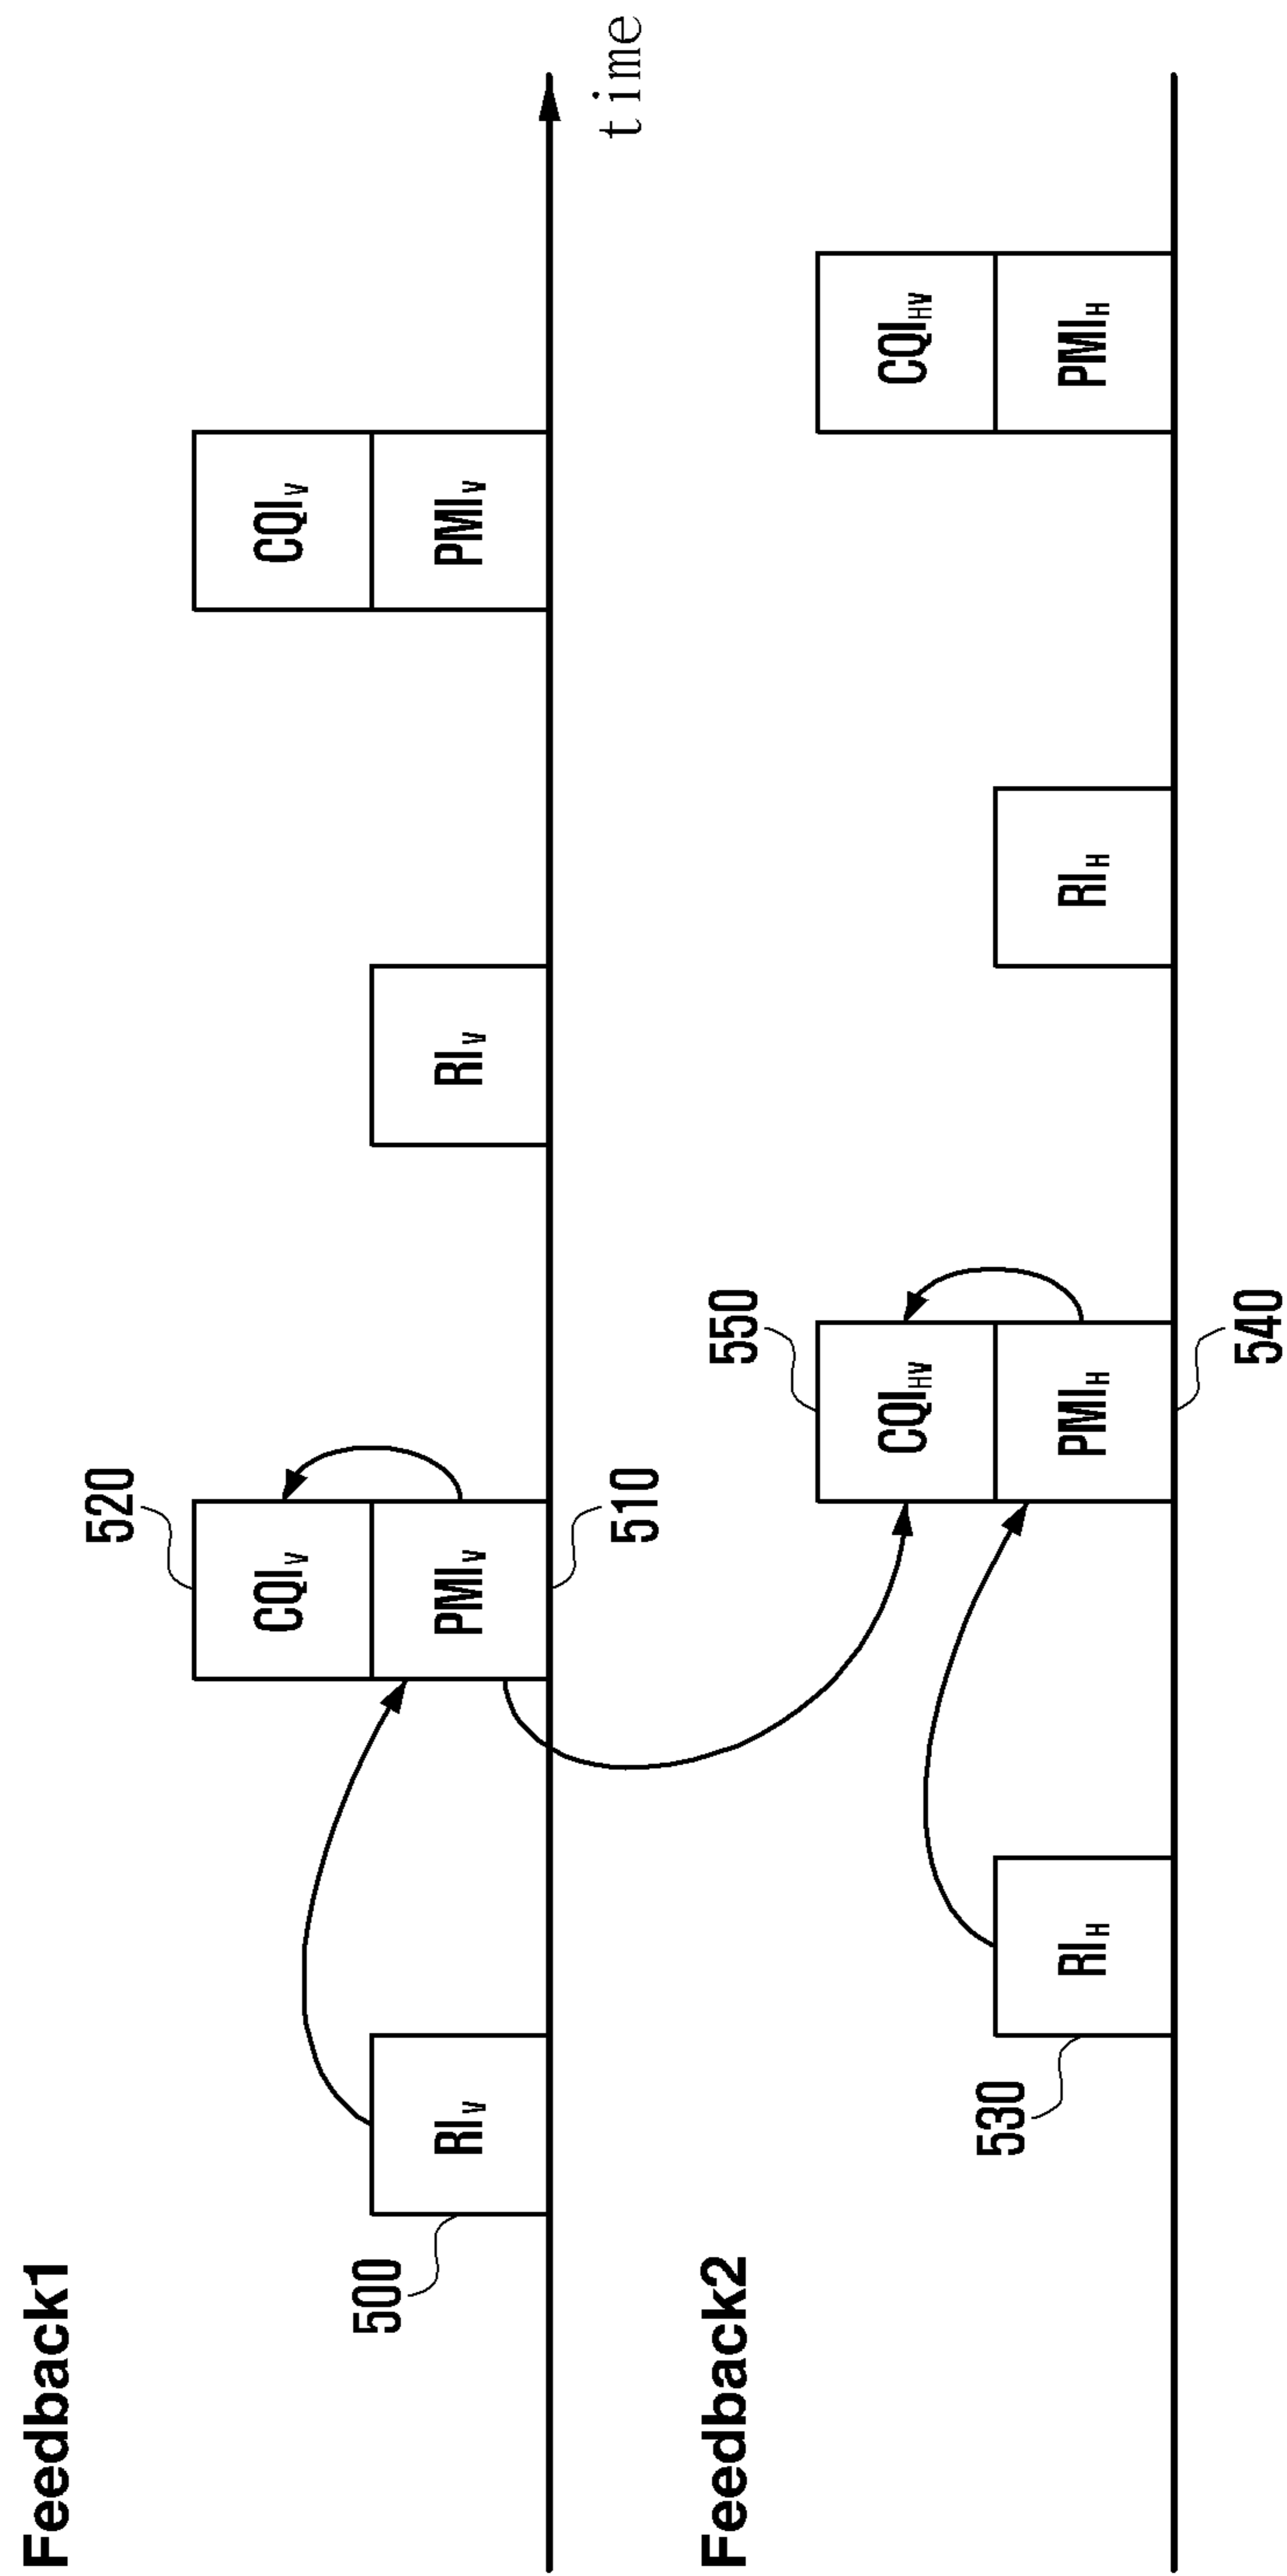 Feedback1
520
CQIV
CQIV
500
RIV
PMIV
RIV
PMIV
510
time
Feedback2
550
CQIHV
CQIHV
530
RIH
PMIH
RIH
PMIH
540